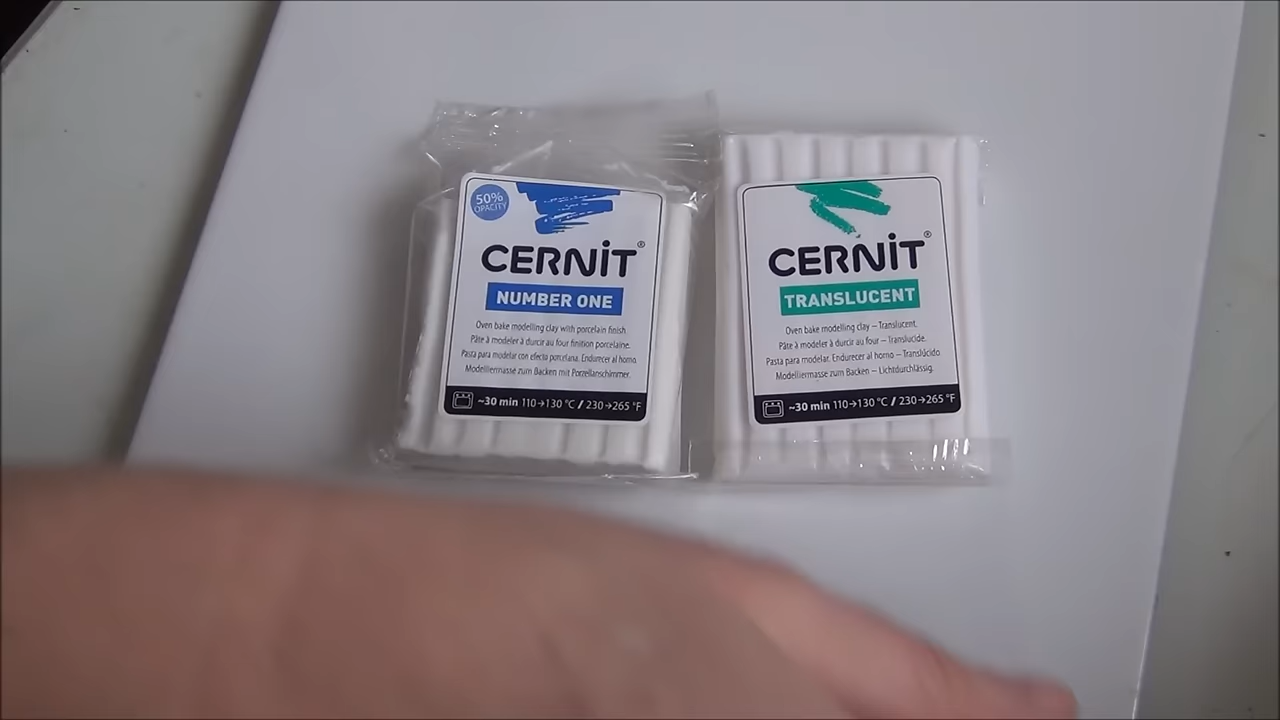 50%
OPACITY
CERNiT®
NUMBER ONE
Oven bake modelling clay with porcelain finish.
Pâte à modeler à durcir au four finition porcelaine.
Pasta para modelar con efecto porcelana. Endurecer al horno.
Modelliermasse zum Backen mit Porzellanschimmer.
~30 min 110→130 °C / 230→265 °F
CERNiT®
TRANSLUCENT
Oven bake modelling clay – Translucent.
Pâte à modeler à durcir au four – Translucide.
Pasta para modelar. Endurecer al horno – Translúcido
Modelliermasse zum Backen – Lichtdurchlässig.
~30 min 110→130 °C / 230→265 °F